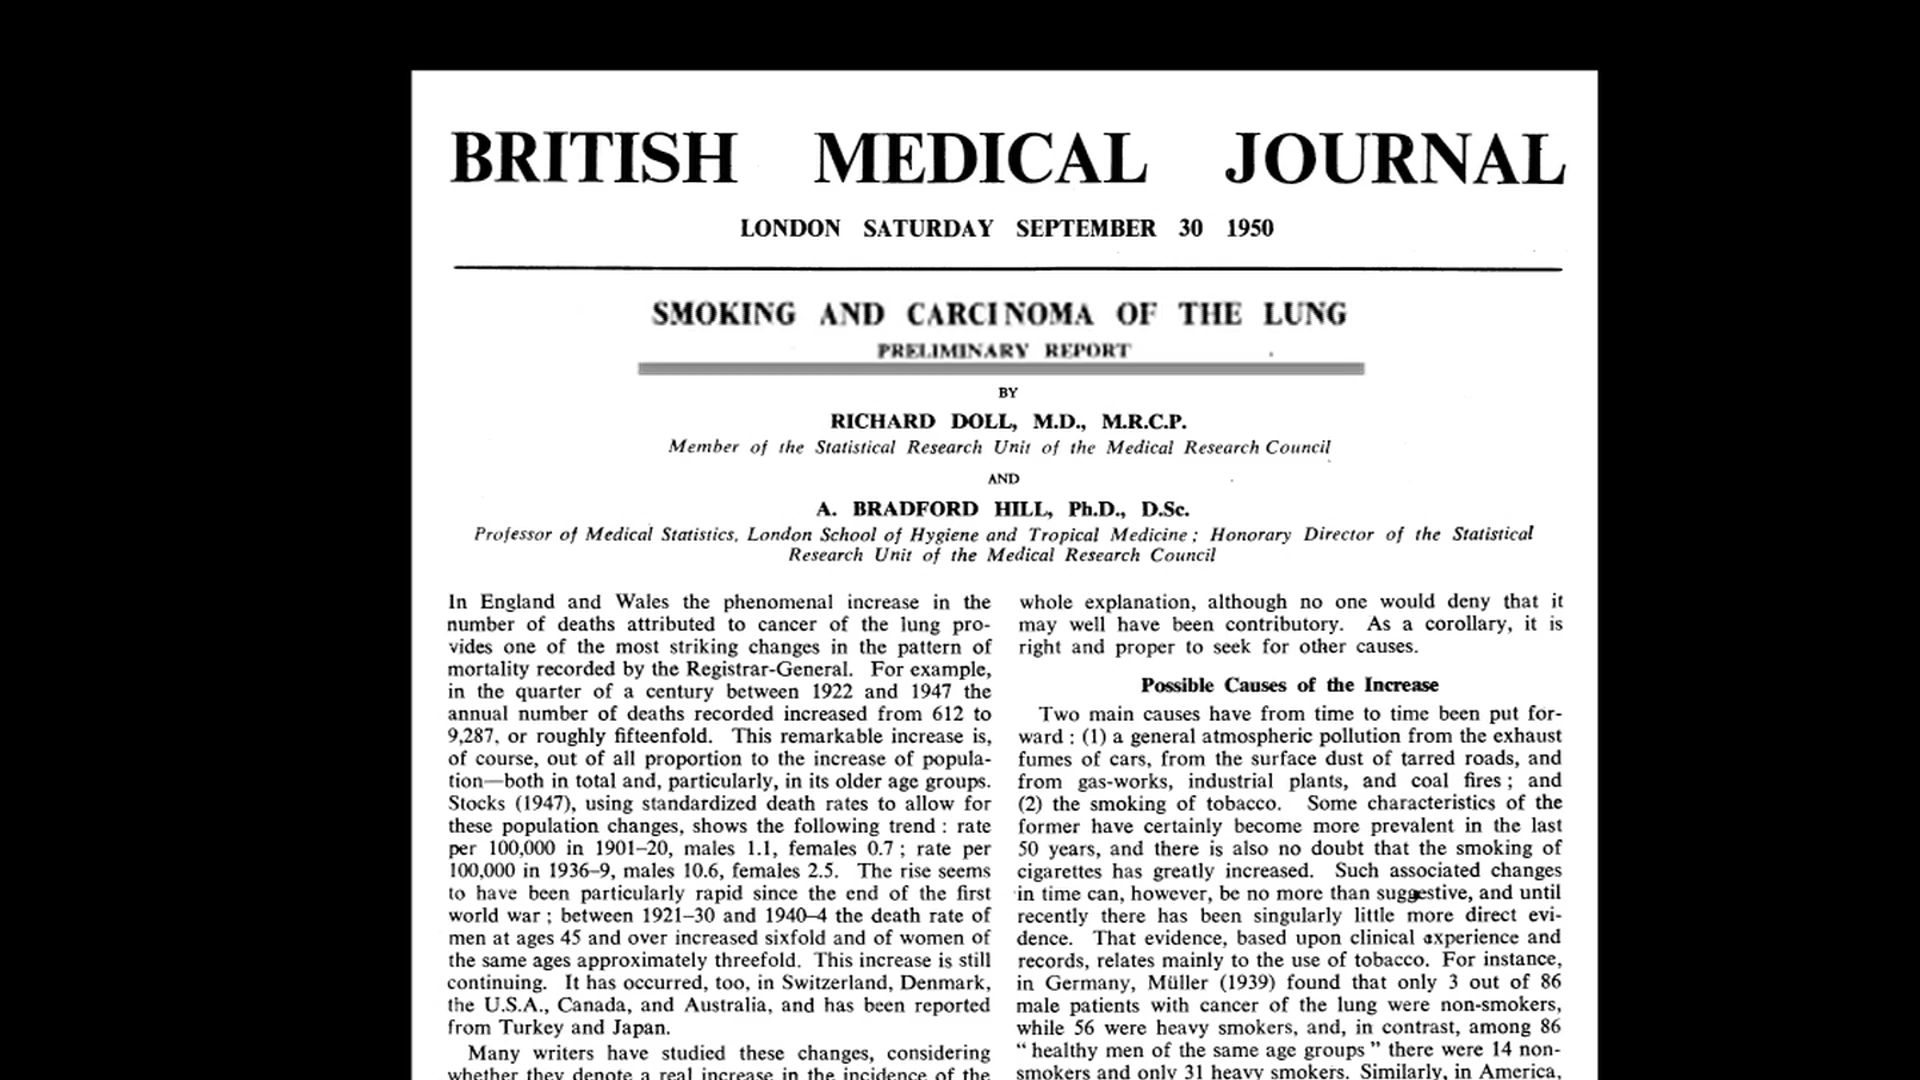 BRITISH MEDICAL JOURNAL
LONDON SATURDAY SEPTEMBER 30 1950
SMOKING AND CARCINOMA OF THE LUNG
PRELIMINARY REPORT
BY
RICHARD DOLL, M.D., M.R.C.P.
Member of the Statistical Research Unit of the Medical Research Council
AND
A. BRADFORD HILL, Ph.D., D.Sc.
Professor of Medical Statistics, London School of Hygiene and Tropical Medicine ; Honorary Director of the Statistical
Research Unit of the Medical Research Council
In England and Wales the phenomenal increase in the
number of deaths attributed to cancer of the lung pro-
vides one of the most striking changes in the pattern of
mortality recorded by the Registrar-General. For example,
in the quarter of a century between 1922 and 1947 the
annual number of deaths recorded increased from 612 to
9,287, or roughly fifteenfold. This remarkable increase is,
of course, out of all proportion to the increase of popula-
tion—both in total and, particularly, in its older age groups.
Stocks (1947), using standardized death rates to allow for
these population changes, shows the following trend : rate
per 100,000 in 1901–20, males 1.1, females 0.7 ; rate per
100,000 in 1936–9, males 10.6, females 2.5. The rise seems
to have been particularly rapid since the end of the first
world war ; between 1921–30 and 1940–4 the death rate of
men at ages 45 and over increased sixfold and of women of
the same ages approximately threefold. This increase is still
continuing. It has occurred, too, in Switzerland, Denmark,
the U.S.A., Canada, and Australia, and has been reported
from Turkey and Japan.
Many writers have studied these changes, considering
whether they denote a real increase in the incidence of the
whole explanation, although no one would deny that it
may well have been contributory. As a corollary, it is
right and proper to seek for other causes.
Possible Causes of the Increase
Two main causes have from time to time been put for-
ward : (1) a general atmospheric pollution from the exhaust
fumes of cars, from the surface dust of tarred roads, and
from gas-works, industrial plants, and coal fires ; and
(2) the smoking of tobacco. Some characteristics of the
former have certainly become more prevalent in the last
50 years, and there is also no doubt that the smoking of
cigarettes has greatly increased. Such associated changes
in time can, however, be no more than suggestive, and until
recently there has been singularly little more direct evi-
dence. That evidence, based upon clinical experience and
records, relates mainly to the use of tobacco. For instance,
in Germany, Müller (1939) found that only 3 out of 86
male patients with cancer of the lung were non-smokers,
while 56 were heavy smokers, and, in contrast, among 86
“ healthy men of the same age groups ” there were 14 non-
smokers and only 31 heavy smokers. Similarly, in America,